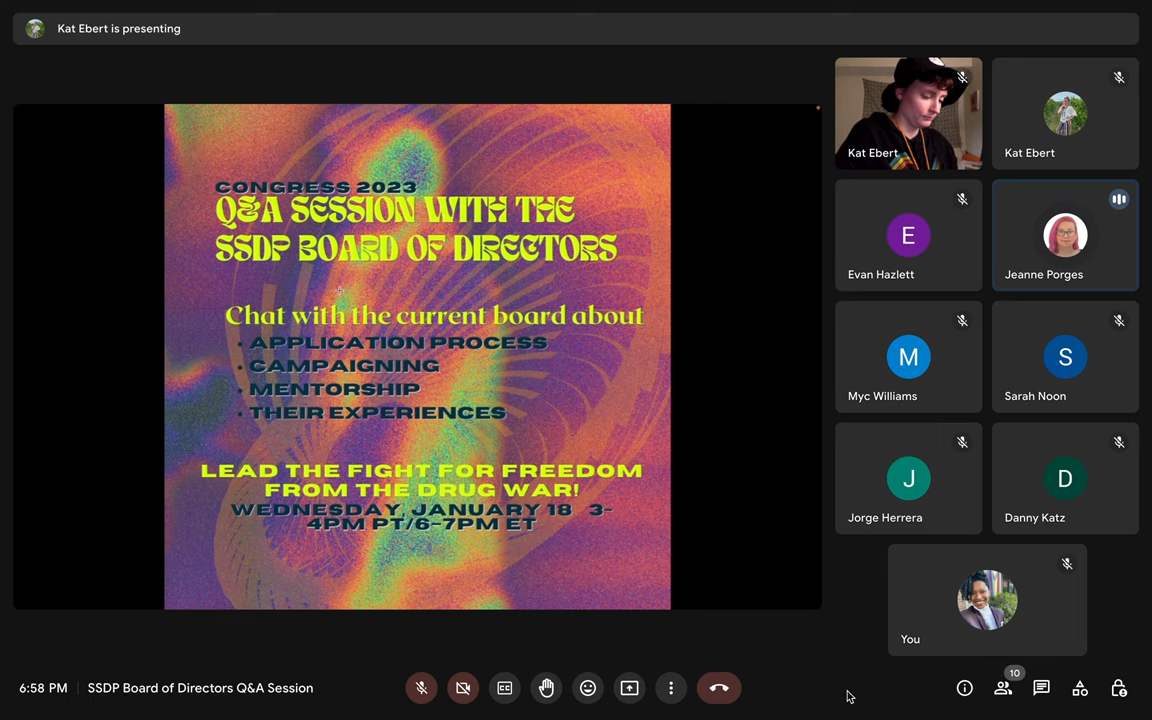 Kat Ebert is presenting
CONGRESS 2023
Q&A SESSION WITH THE
SSDP BOARD OF DIRECTORS
Chat with the current board about
• APPLICATION PROCESS
• CAMPAIGNING
• MENTORSHIP
• THEIR EXPERIENCES
LEAD THE FIGHT FOR FREEDOM
FROM THE DRUG WAR!
WEDNESDAY, JANUARY 18 3-
4PM PT/6-7PM ET
Kat Ebert
Kat Ebert
E
Evan Hazlett
Jeanne Porges
M
Myc Williams
S
Sarah Noon
J
Jorge Herrera
D
Danny Katz
You
6:58 PM
SSDP Board of Directors Q&A Session
CC
10